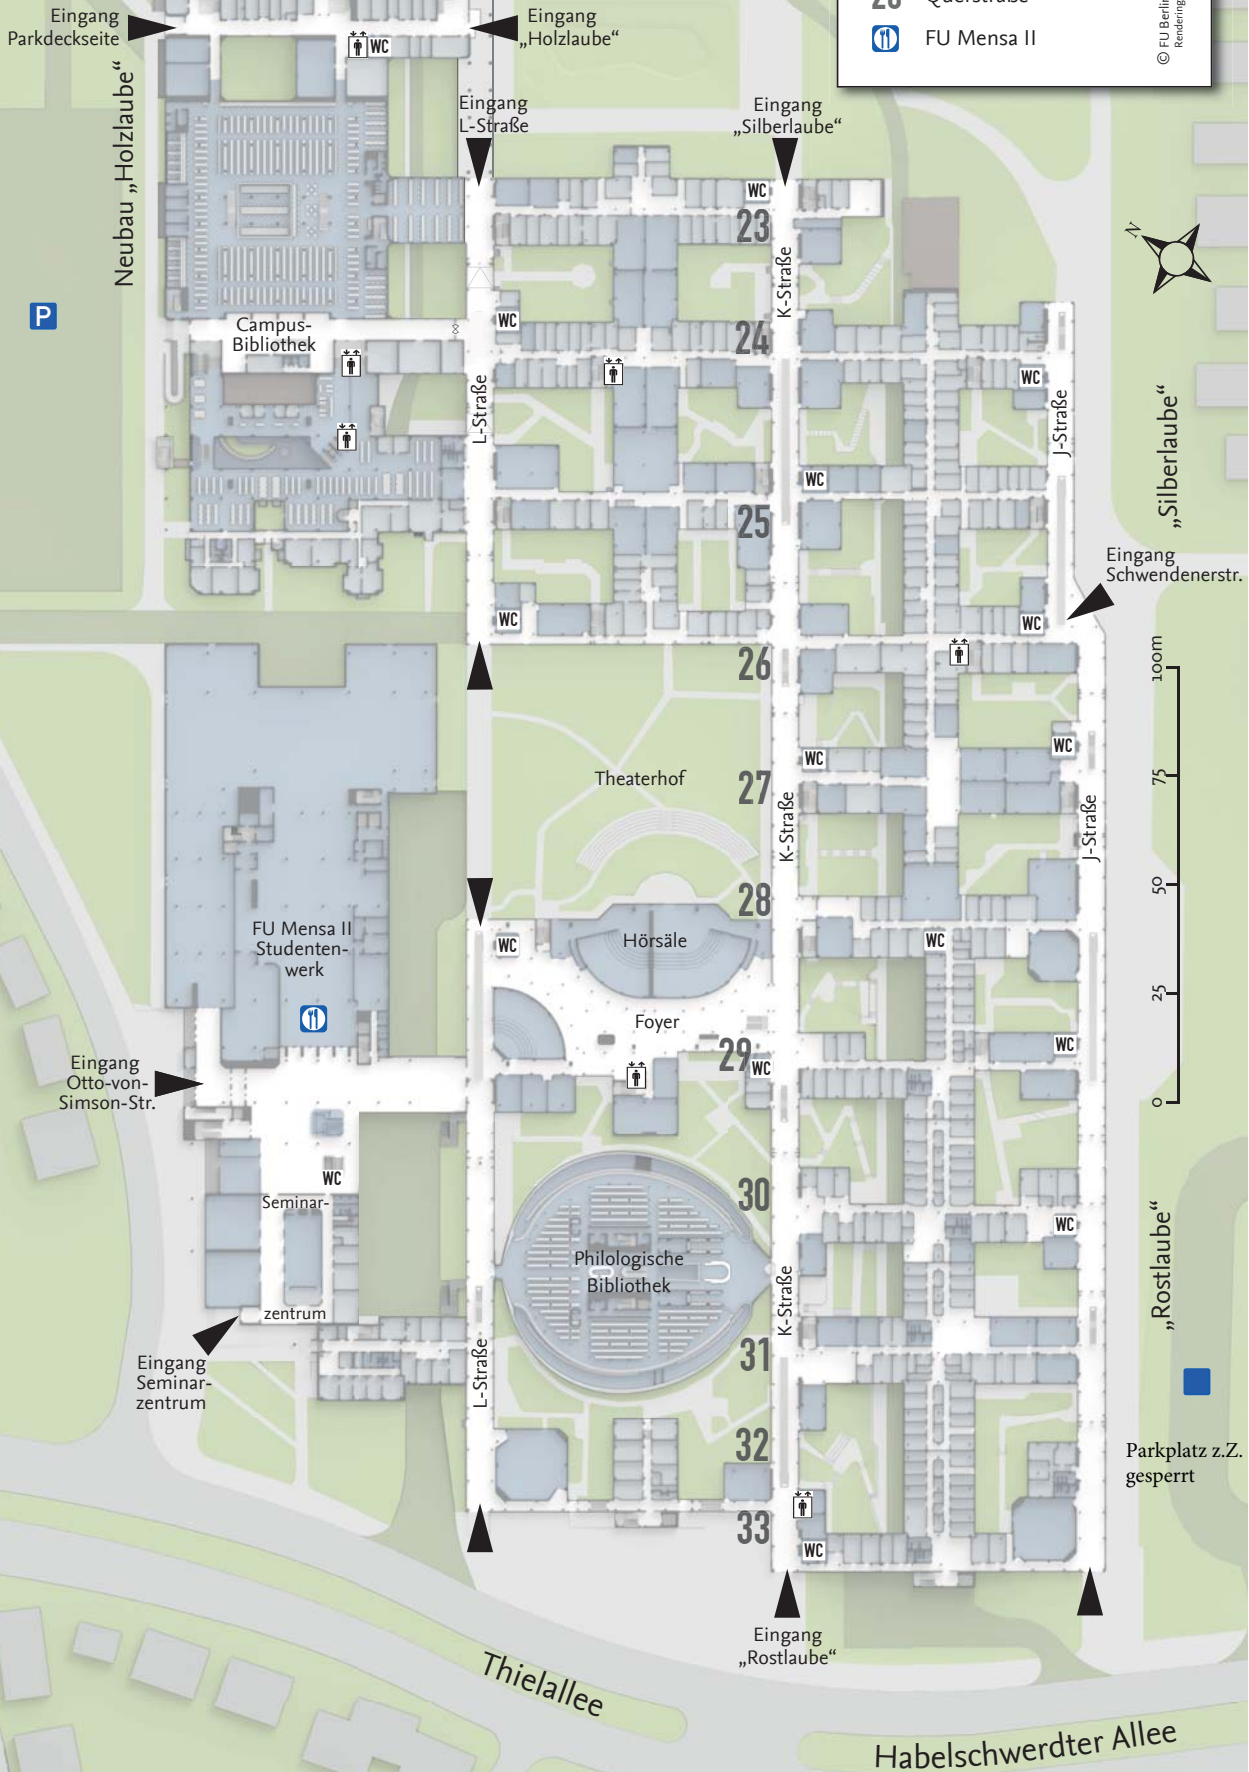 Eingang
Parkdeckseite
WC
Eingang
„Holzlaube“
Querstraße
FU Mensa II
© FU Berlin
Rendering
Neubau „Holzlaube“
Eingang
L-Straße
Eingang
„Silberlaube“
WC
23
K-Straße
N
P
Campus-
Bibliothek
WC
24
L-Straße
WC
J-Straße
„Silberlaube“
WC
25
Eingang
Schwendenerstr.
WC
WC
26
100m
75
50
25
0
WC
WC
Theaterhof
27
K-Straße
J-Straße
28
FU Mensa II
Studenten-
werk
WC
Hörsäle
WC
Foyer
29
WC
WC
Eingang
Otto-von-
Simson-Str.
WC
Seminar-
zentrum
30
WC
„Rostlaube“
Philologische
Bibliothek
K-Straße
31
L-Straße
Eingang
Seminar-
zentrum
32
Parkplatz z.Z.
gesperrt
33
WC
Eingang
„Rostlaube“
Thielallee
Habelschwerdter Allee